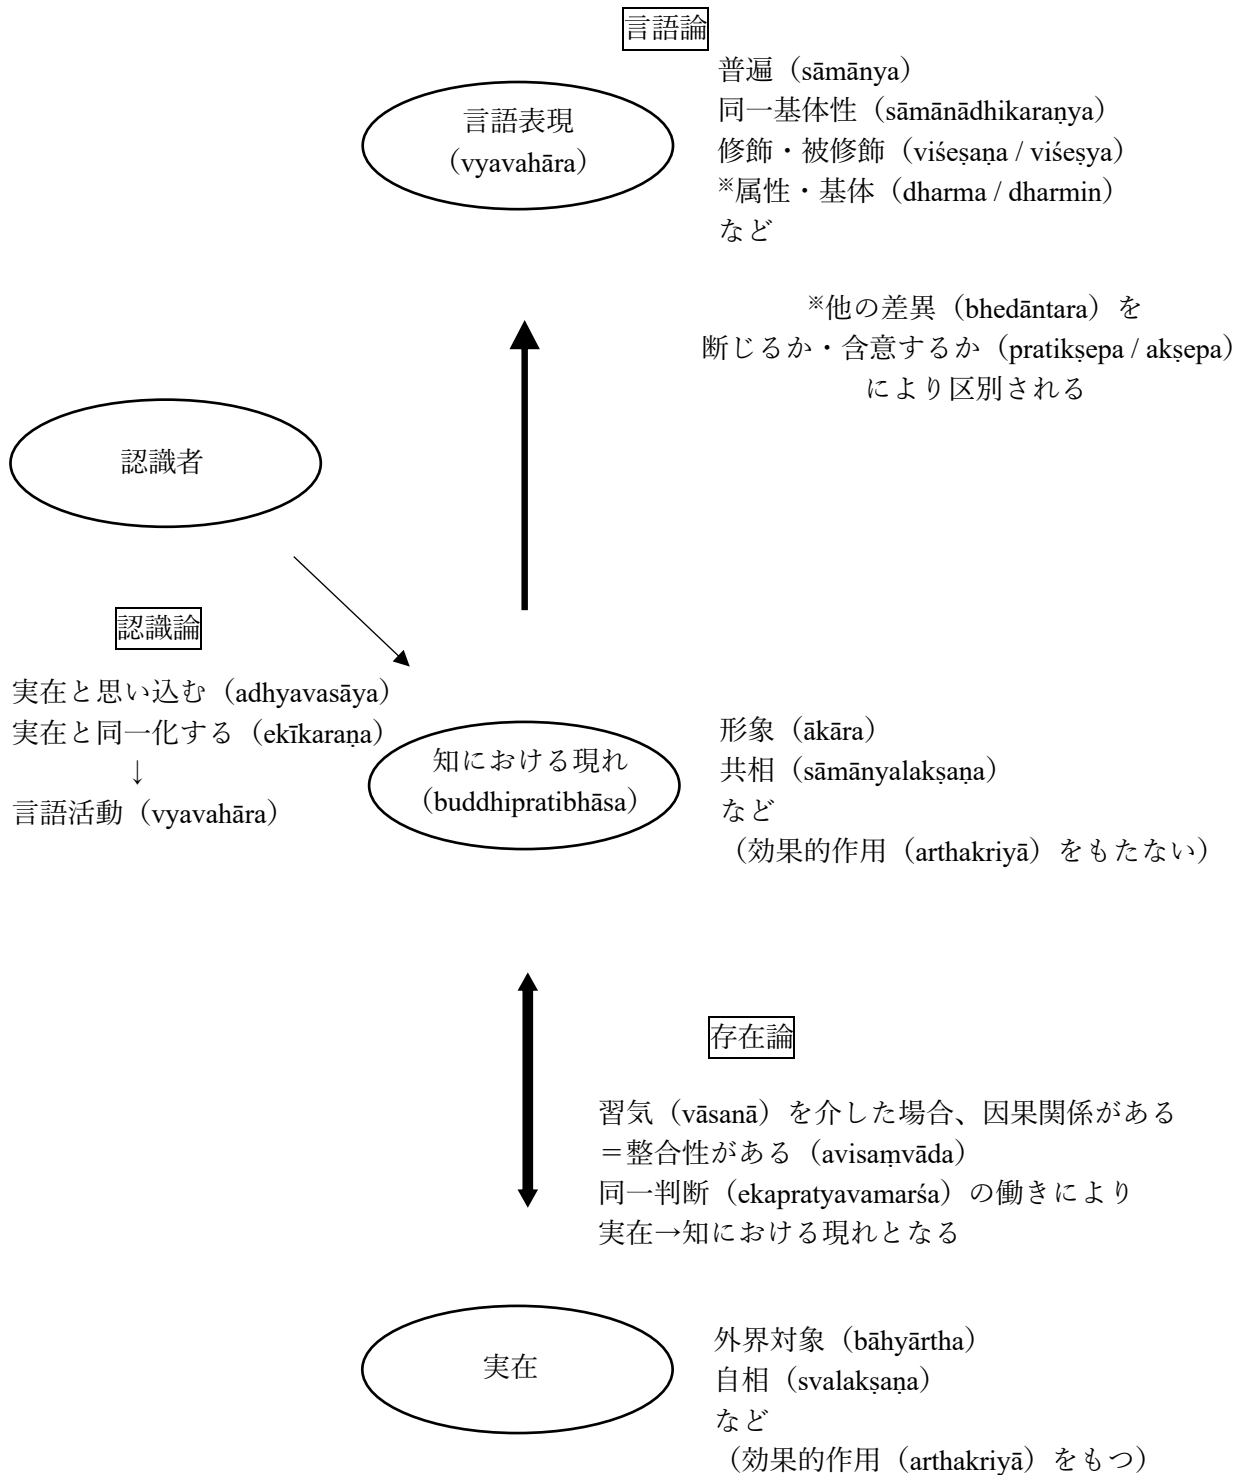 言語論
普遍（sāmānya）
同一基体性（sāmānādhikaraṇya）
修飾・被修飾（viśeṣaṇa / viśeṣya）
※属性・基体（dharma / dharmin）
など
言語表現
（vyavahāra）
※他の差異（bhedāntara）を
断じるか・含意するか（pratikṣepa / akṣepa）
により区別される
認識者
認識論
実在と思い込む（adhyavasāya）
実在と同一化する（ekīkaraṇa）
↓
言語活動（vyavahāra）
知における現れ
（buddhipratibhāsa）
形象（ākāra）
共相（sāmānyalakṣaṇa）
など
（効果的作用（arthakriyā）をもたない）
存在論
習気（vāsanā）を介した場合、因果関係がある
＝整合性がある（avisaṃvāda）
同一判断（ekapratyavamarśa）の働きにより
実在→知における現れとなる
実在
外界対象（bāhyārtha）
自相（svalakṣaṇa）
など
（効果的作用（arthakriyā）をもつ）